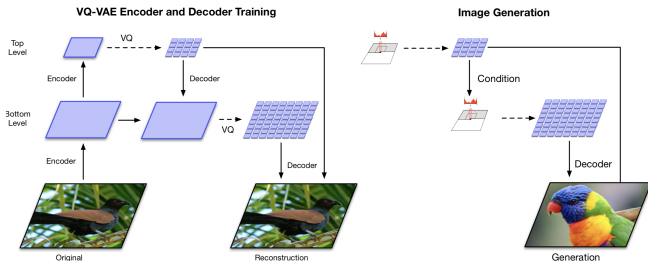 VQ-VAE Encoder and Decoder Training
Image Generation
Top
Level
VQ
Encoder
Decoder
Condition
Bottom
Level
VQ
Encoder
Decoder
Decoder
Original
Reconstruction
Generation